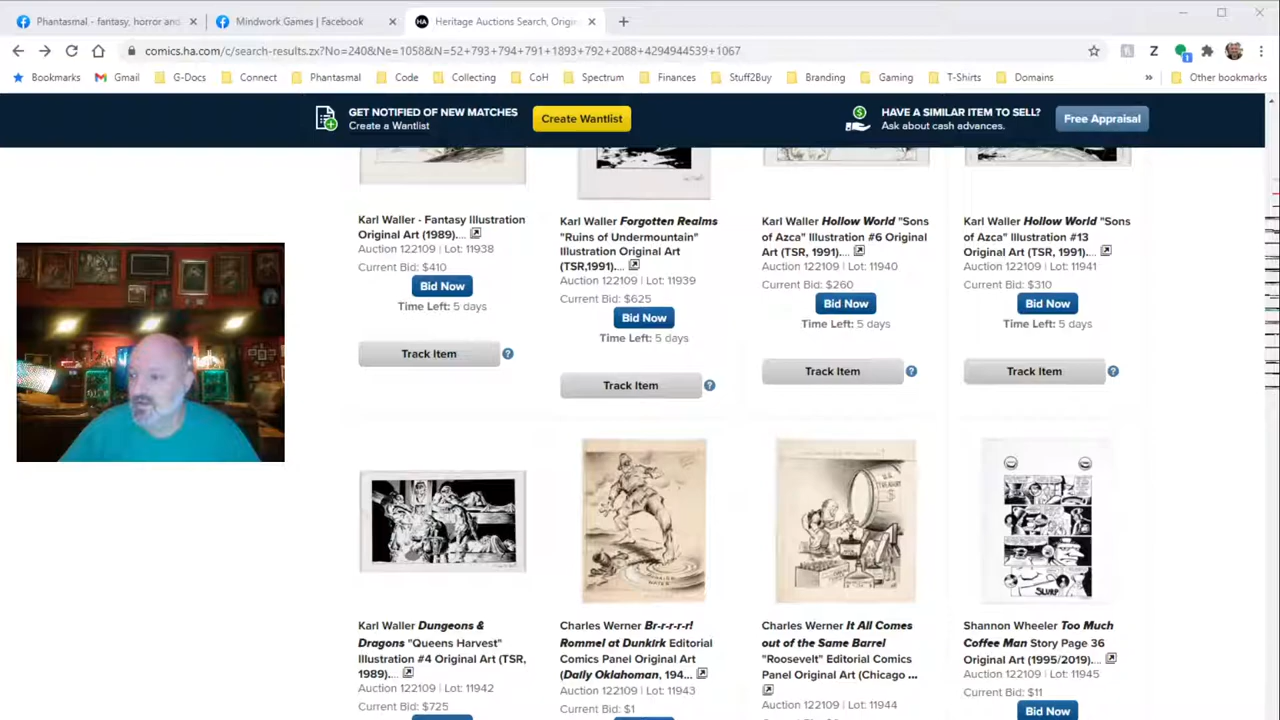 Phantasmal - fantasy, horror and
Mindwork Games | Facebook
Heritage Auctions Search, Origin
comics.ha.com/c/search-results.zx?No=240&Ne=1058&N=52+793+794+791+1893+792+2088+4294944539+1067
Bookmarks Gmail G-Docs Connect Phantasmal Code Collecting CoH Spectrum Finances Stuff2Buy Branding Gaming T-Shirts Domains » Other bookmarks
GET NOTIFIED OF NEW MATCHES
Create a Wantlist
Create Wantlist
HAVE A SIMILAR ITEM TO SELL?
Ask about cash advances.
Free Appraisal
Karl Waller - Fantasy Illustration
Original Art (1989)....
Auction 122109 | Lot: 11938
Current Bid: $410
Bid Now
Time Left: 5 days
Track Item
Karl Waller Forgotten Realms
"Ruins of Undermountain"
Illustration Original Art
(TSR,1991)....
Auction 122109 | Lot: 11939
Current Bid: $625
Bid Now
Time Left: 5 days
Track Item
Karl Waller Hollow World "Sons
of Azca" Illustration #6 Original
Art (TSR, 1991)....
Auction 122109 | Lot: 11940
Current Bid: $260
Bid Now
Time Left: 5 days
Track Item
Karl Waller Hollow World "Sons
of Azca" Illustration #13
Original Art (TSR, 1991)....
Auction 122109 | Lot: 11941
Current Bid: $310
Bid Now
Time Left: 5 days
Track Item
Karl Waller Dungeons &
Dragons "Queens Harvest"
Illustration #4 Original Art (TSR,
1989)....
Auction 122109 | Lot: 11942
Current Bid: $725
Charles Werner Br-r-r-r-r!
Rommel at Dunkirk Editorial
Comics Panel Original Art
(Daily Oklahoman, 194...
Auction 122109 | Lot: 11943
Current Bid: $1
Charles Werner It All Comes
out of the Same Barrel
"Roosevelt" Editorial Comics
Panel Original Art (Chicago ...
Auction 122109 | Lot: 11944
Shannon Wheeler Too Much
Coffee Man Story Page 36
Original Art (1995/2019)....
Auction 122109 | Lot: 11945
Current Bid: $11
Bid Now
SLURP